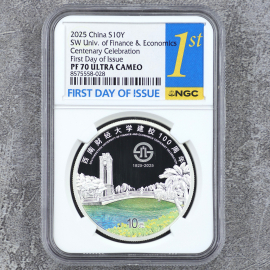 2025 China S10Y
SW Univ. of Finance & Economics
Centenary Celebration
First Day of Issue
PF 70 ULTRA CAMEO
8575558-028
1st
FIRST DAY OF ISSUE
NGC
西南财经大学建校100周年
1925-2025
10